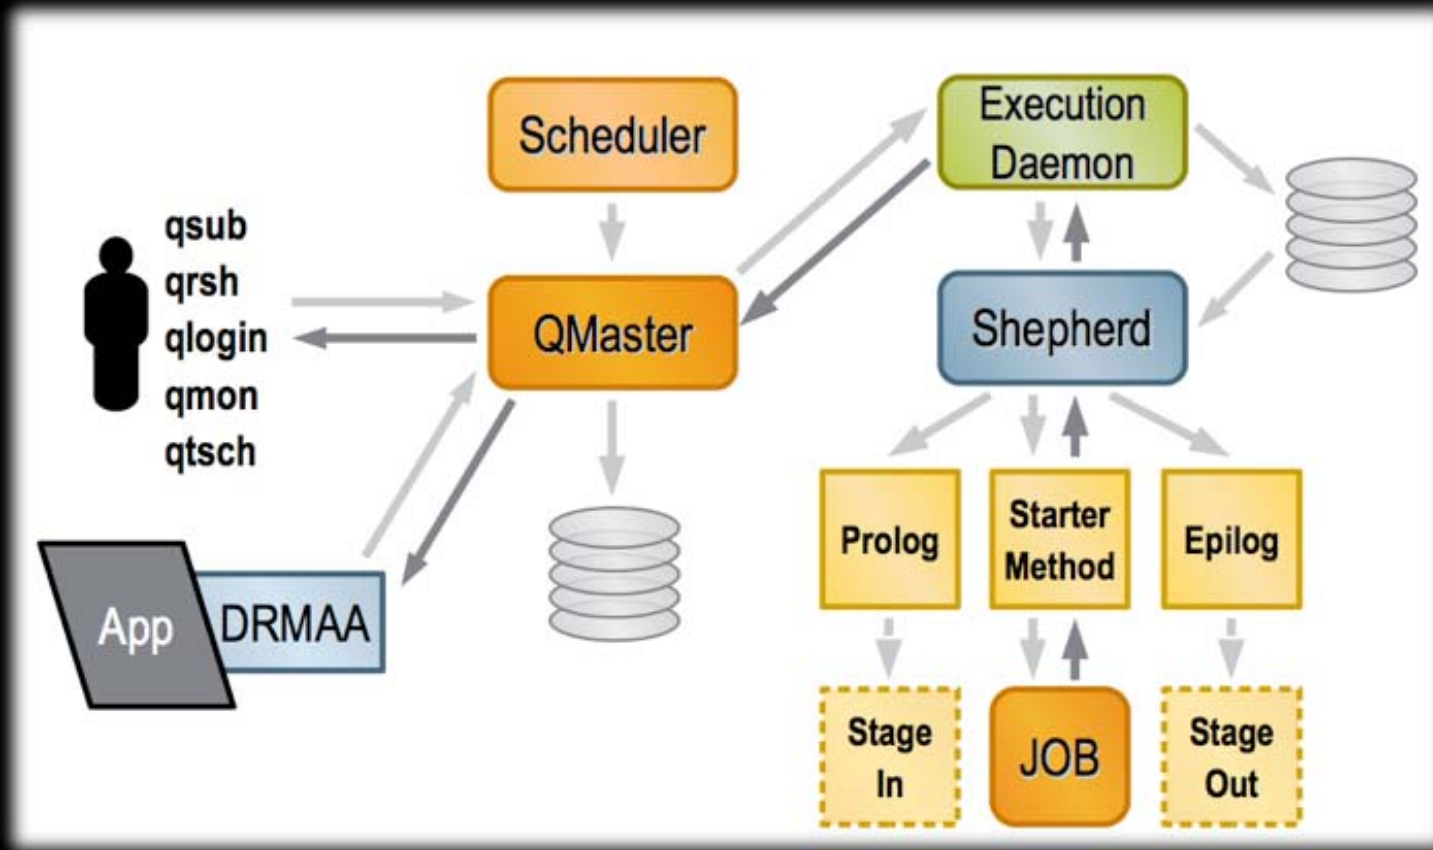 Scheduler
Execution
Daemon
qsub
qrsh
qlogin
qmon
qtsch
QMaster
Shepherd
App
DRMAA
Prolog
Starter
Method
Epilog
Stage
In
JOB
Stage
Out